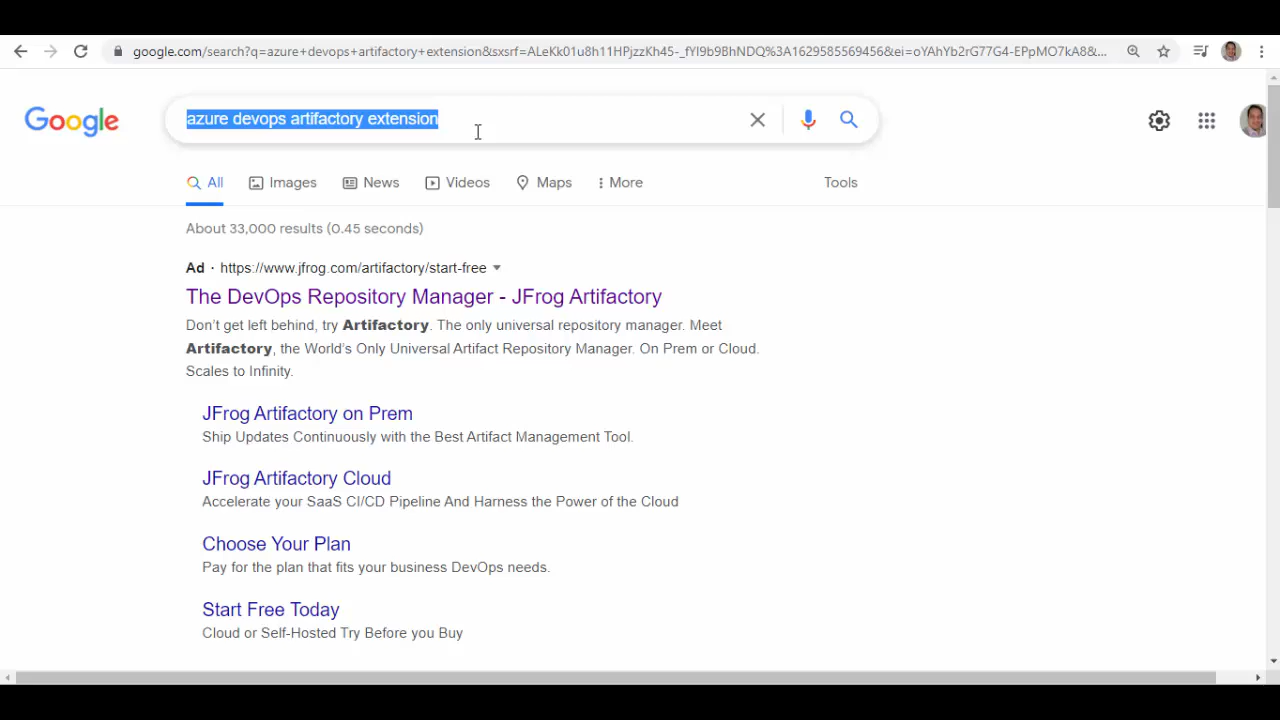 google.com/search?q=azure+devops+artifactory+extension&sxsrf=ALeKk01u8h11HPjzzKh45-_fYI9b9BhNDQ%3A1629585569456&ei=oYAhYb2rG77G4-EPpMO7kA8&...
Google
azure devops artifactory extension
All Images News Videos Maps More Tools
About 33,000 results (0.45 seconds)
Ad · https://www.jfrog.com/artifactory/start-free
The DevOps Repository Manager - JFrog Artifactory
Don’t get left behind, try Artifactory. The only universal repository manager. Meet
Artifactory, the World’s Only Universal Artifact Repository Manager. On Prem or Cloud.
Scales to Infinity.
JFrog Artifactory on Prem
Ship Updates Continuously with the Best Artifact Management Tool.
JFrog Artifactory Cloud
Accelerate your SaaS CI/CD Pipeline And Harness the Power of the Cloud
Choose Your Plan
Pay for the plan that fits your business DevOps needs.
Start Free Today
Cloud or Self-Hosted Try Before you Buy